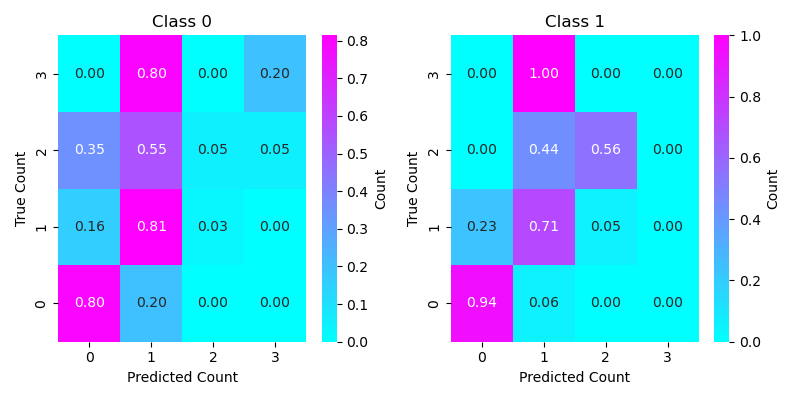 Class 0
True Count
3 0.00 0.80 0.00 0.20
2 0.35 0.55 0.05 0.05
1 0.16 0.81 0.03 0.00
0 0.80 0.20 0.00 0.00
0 1 2 3
Predicted Count
0.8
0.7
0.6
0.5
0.4
0.3
0.2
0.1
0.0
Count
Class 1
True Count
3 0.00 1.00 0.00 0.00
2 0.00 0.44 0.56 0.00
1 0.23 0.71 0.05 0.00
0 0.94 0.06 0.00 0.00
0 1 2 3
Predicted Count
1.0
0.8
0.6
0.4
0.2
0.0
Count